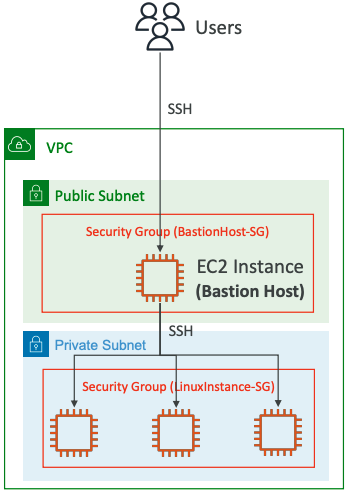 Users
SSH
VPC
Public Subnet
Security Group (BastionHost-SG)
EC2 Instance
(Bastion Host)
SSH
Private Subnet
Security Group (LinuxInstance-SG)